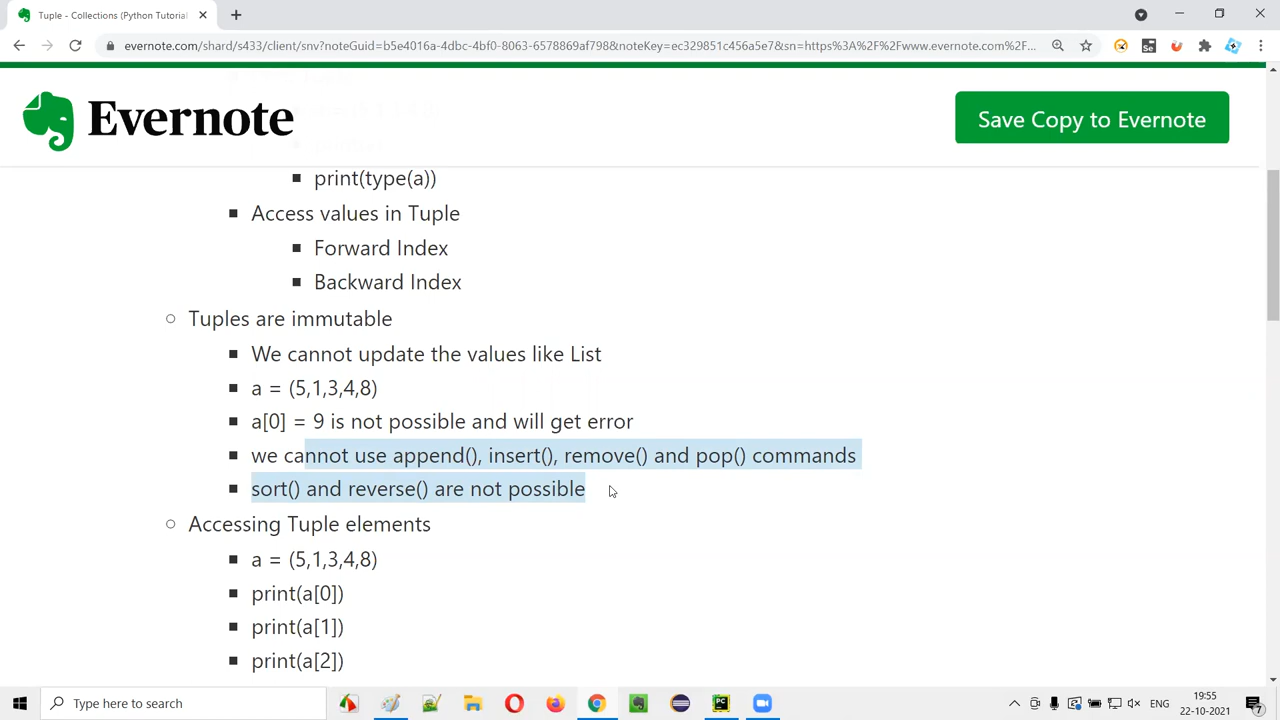 Tuple - Collections (Python Tutorial
evernote.com/shard/s433/client/snv?noteGuid=b5e4016a-4dbc-4bf0-8063-6578869af798&noteKey=ec329851c456a5e7&sn=https%3A%2F%2Fwww.evernote.com%2F...
Evernote
Save Copy to Evernote
print(type(a))
Access values in Tuple
Forward Index
Backward Index
Tuples are immutable
We cannot update the values like List
a = (5,1,3,4,8)
a[0] = 9 is not possible and will get error
we cannot use append(), insert(), remove() and pop() commands
sort() and reverse() are not possible
Accessing Tuple elements
a = (5,1,3,4,8)
print(a[0])
print(a[1])
print(a[2])
Type here to search
ENG
19:55
22-10-2021
7